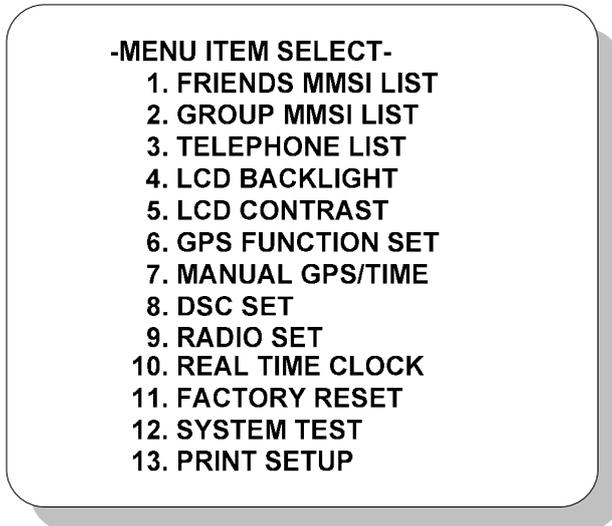 -MENU ITEM SELECT-
1. FRIENDS MMSI LIST
2. GROUP MMSI LIST
3. TELEPHONE LIST
4. LCD BACKLIGHT
5. LCD CONTRAST
6. GPS FUNCTION SET
7. MANUAL GPS/TIME
8. DSC SET
9. RADIO SET
10. REAL TIME CLOCK
11. FACTORY RESET
12. SYSTEM TEST
13. PRINT SETUP